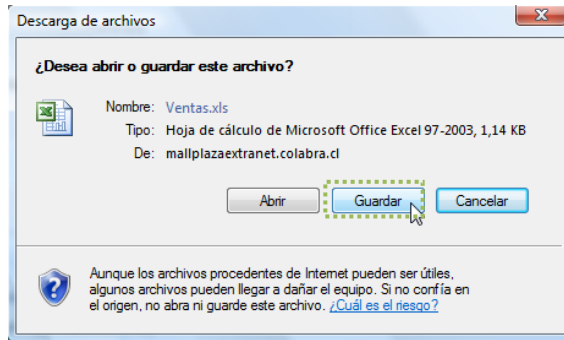 Descarga de archivos
¿Desea abrir o guardar este archivo?
Nombre: Ventas.xls
Tipo: Hoja de cálculo de Microsoft Office Excel 97-2003, 1,14 KB
De: mallplazaextranet.colabra.cl
Abrir Guardar Cancelar
Aunque los archivos procedentes de Internet pueden ser útiles,
algunos archivos pueden llegar a dañar el equipo. Si no confía en
el origen, no abra ni guarde este archivo. ¿Cuál es el riesgo?